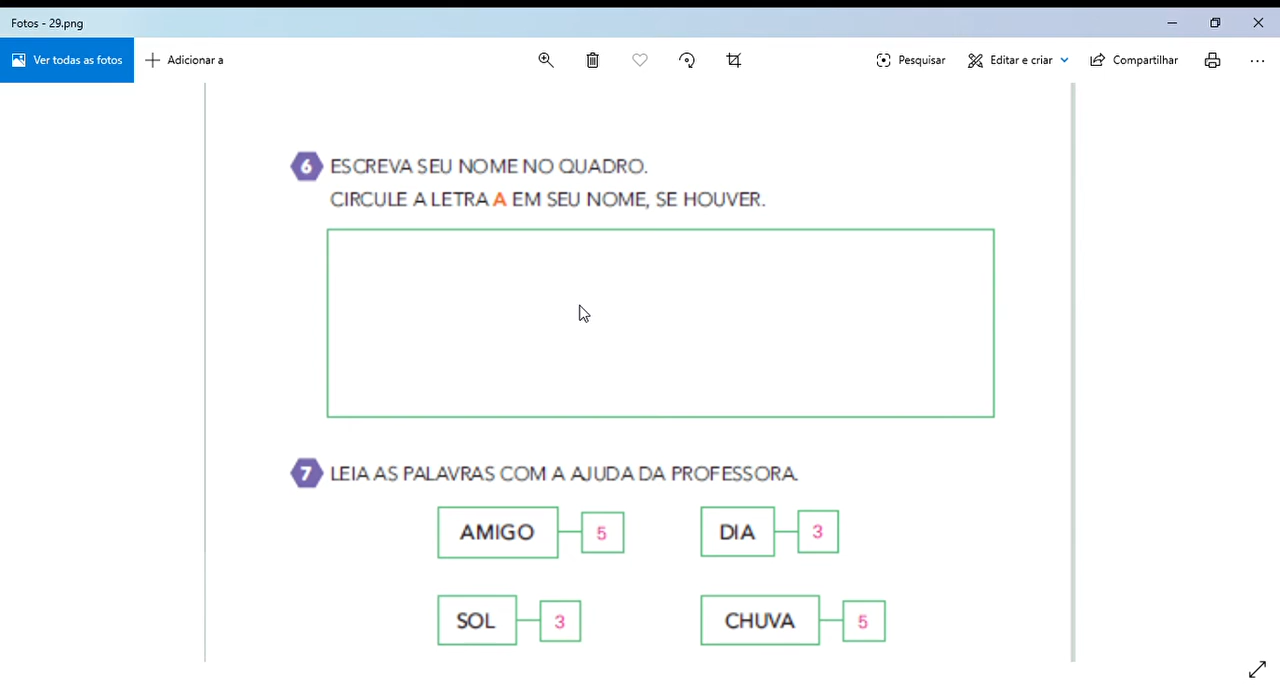 Fotos - 29.png
Ver todas as fotos
Adicionar a
Pesquisar
Editar e criar
Compartilhar
6 ESCREVA SEU NOME NO QUADRO.
CIRCULE A LETRA A EM SEU NOME, SE HOUVER.
7 LEIA AS PALAVRAS COM A AJUDA DA PROFESSORA.
AMIGO 5 DIA 3
SOL 3 CHUVA 5